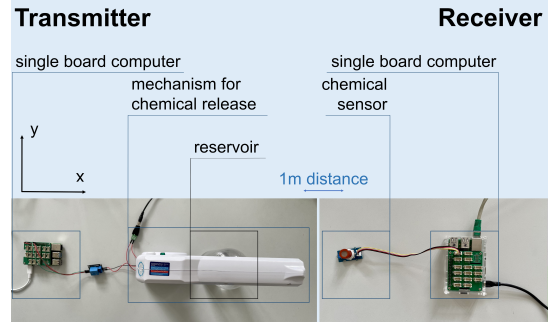 Transmitter
Receiver
single board computer
single board computer
mechanism for
chemical release
chemical
sensor
reservoir
y
x
1m distance